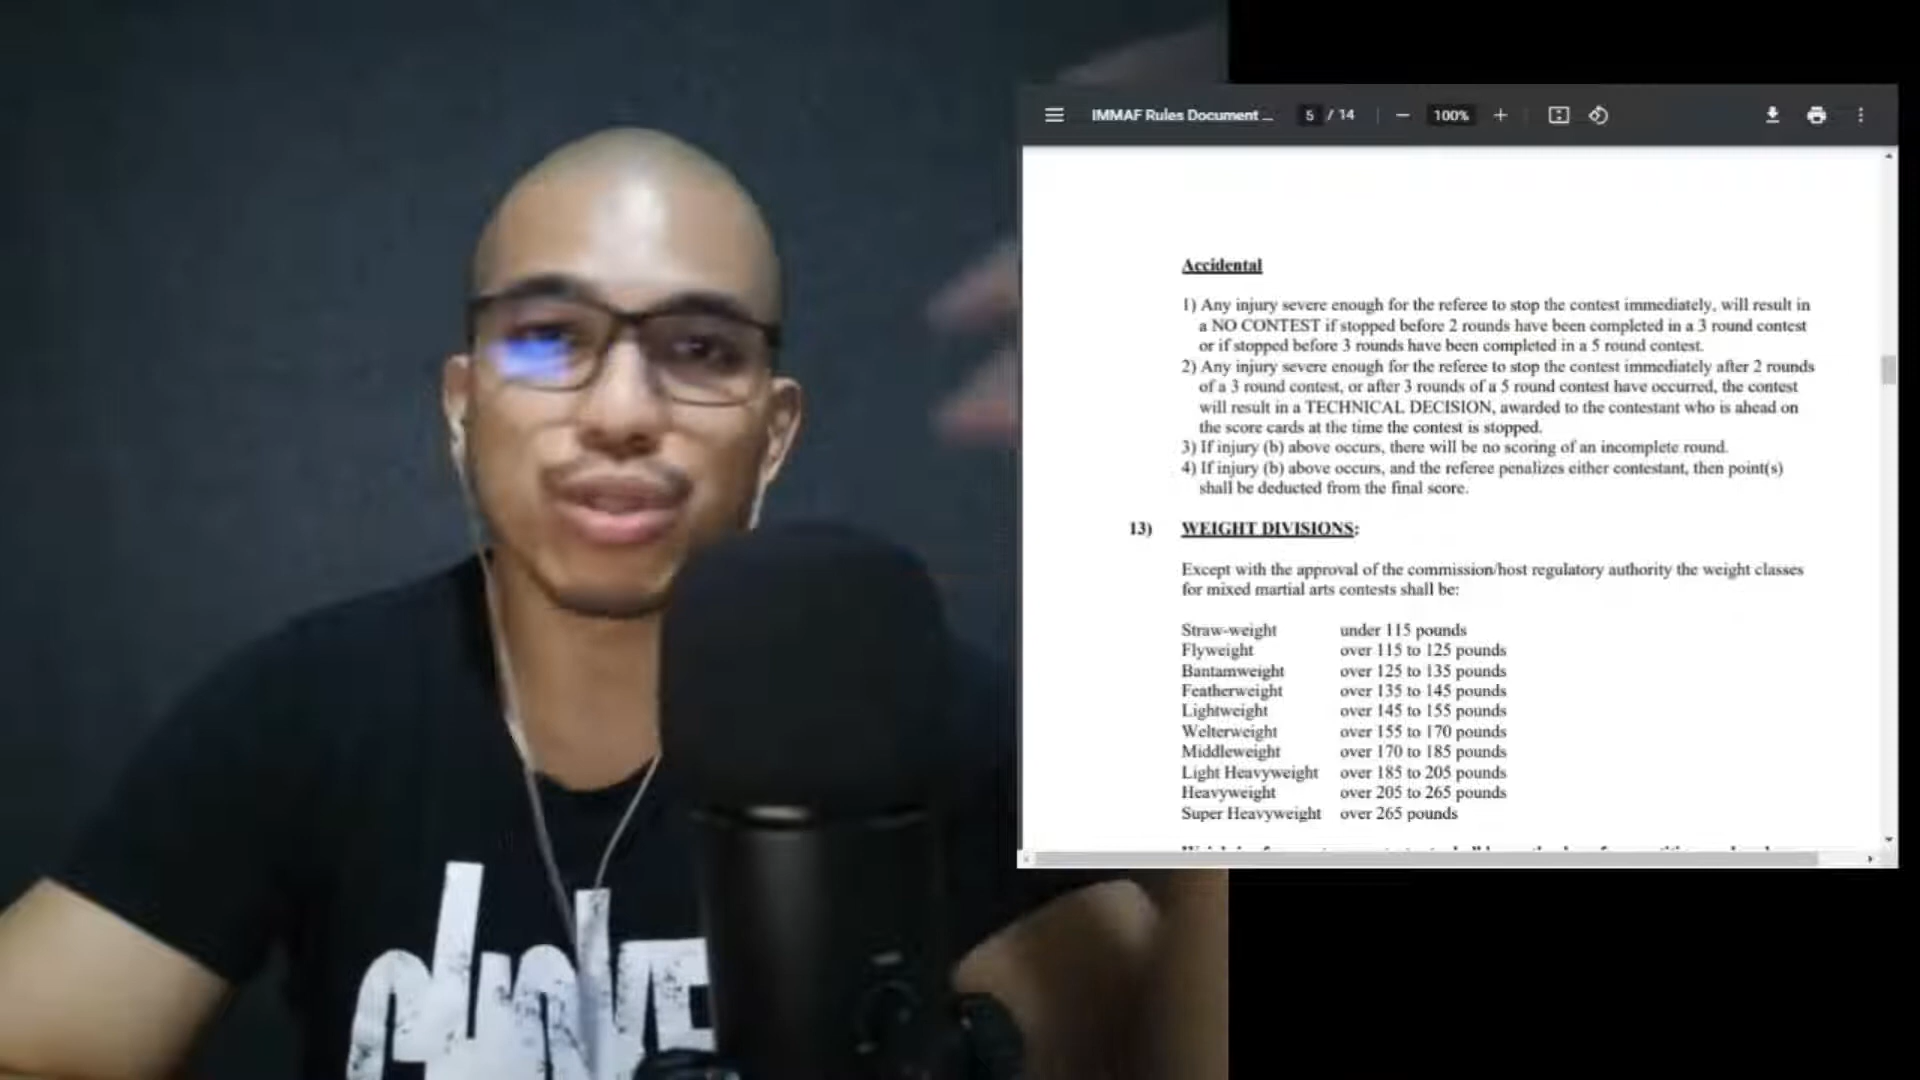 IMMAF Rules Document ...
5 / 14
100%
Accidental
1) Any injury severe enough for the referee to stop the contest immediately, will result in
a NO CONTEST if stopped before 2 rounds have been completed in a 3 round contest
or if stopped before 3 rounds have been completed in a 5 round contest.
2) Any injury severe enough for the referee to stop the contest immediately after 2 rounds
of a 3 round contest, or after 3 rounds of a 5 round contest have occurred, the contest
will result in a TECHNICAL DECISION, awarded to the contestant who is ahead on
the score cards at the time the contest is stopped.
3) If injury (b) above occurs, there will be no scoring of an incomplete round.
4) If injury (b) above occurs, and the referee penalizes either contestant, then point(s)
shall be deducted from the final score.
13) WEIGHT DIVISIONS:
Except with the approval of the commission/host regulatory authority the weight classes
for mixed martial arts contests shall be:
Straw-weight under 115 pounds
Flyweight over 115 to 125 pounds
Bantamweight over 125 to 135 pounds
Featherweight over 135 to 145 pounds
Lightweight over 145 to 155 pounds
Welterweight over 155 to 170 pounds
Middleweight over 170 to 185 pounds
Light Heavyweight over 185 to 205 pounds
Heavyweight over 205 to 265 pounds
Super Heavyweight over 265 pounds